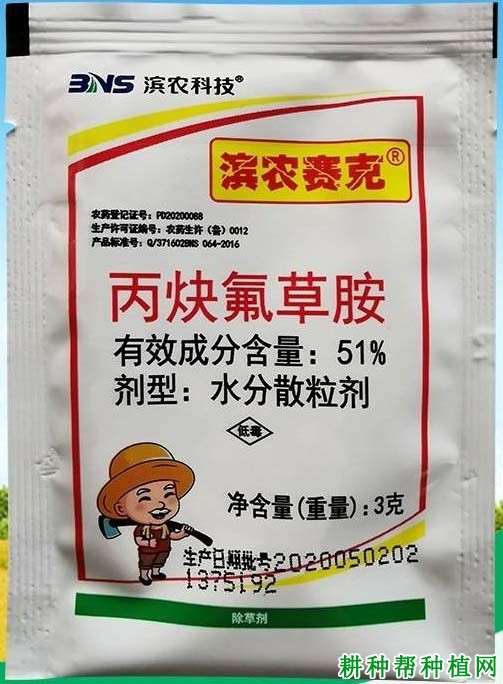 BNS 滨农科技®
滨农赛克®
农药登记证号：PD20200088
生产许可证编号：农药生许（鲁）0012
产品标准号：Q/371602BNS 064-2016
丙炔氟草胺
有效成分含量：51%
剂型：水分散粒剂
低毒
净含量(重量)：3克
生产日期批号2020050202
1375192
除草剂
耕种帮种植网